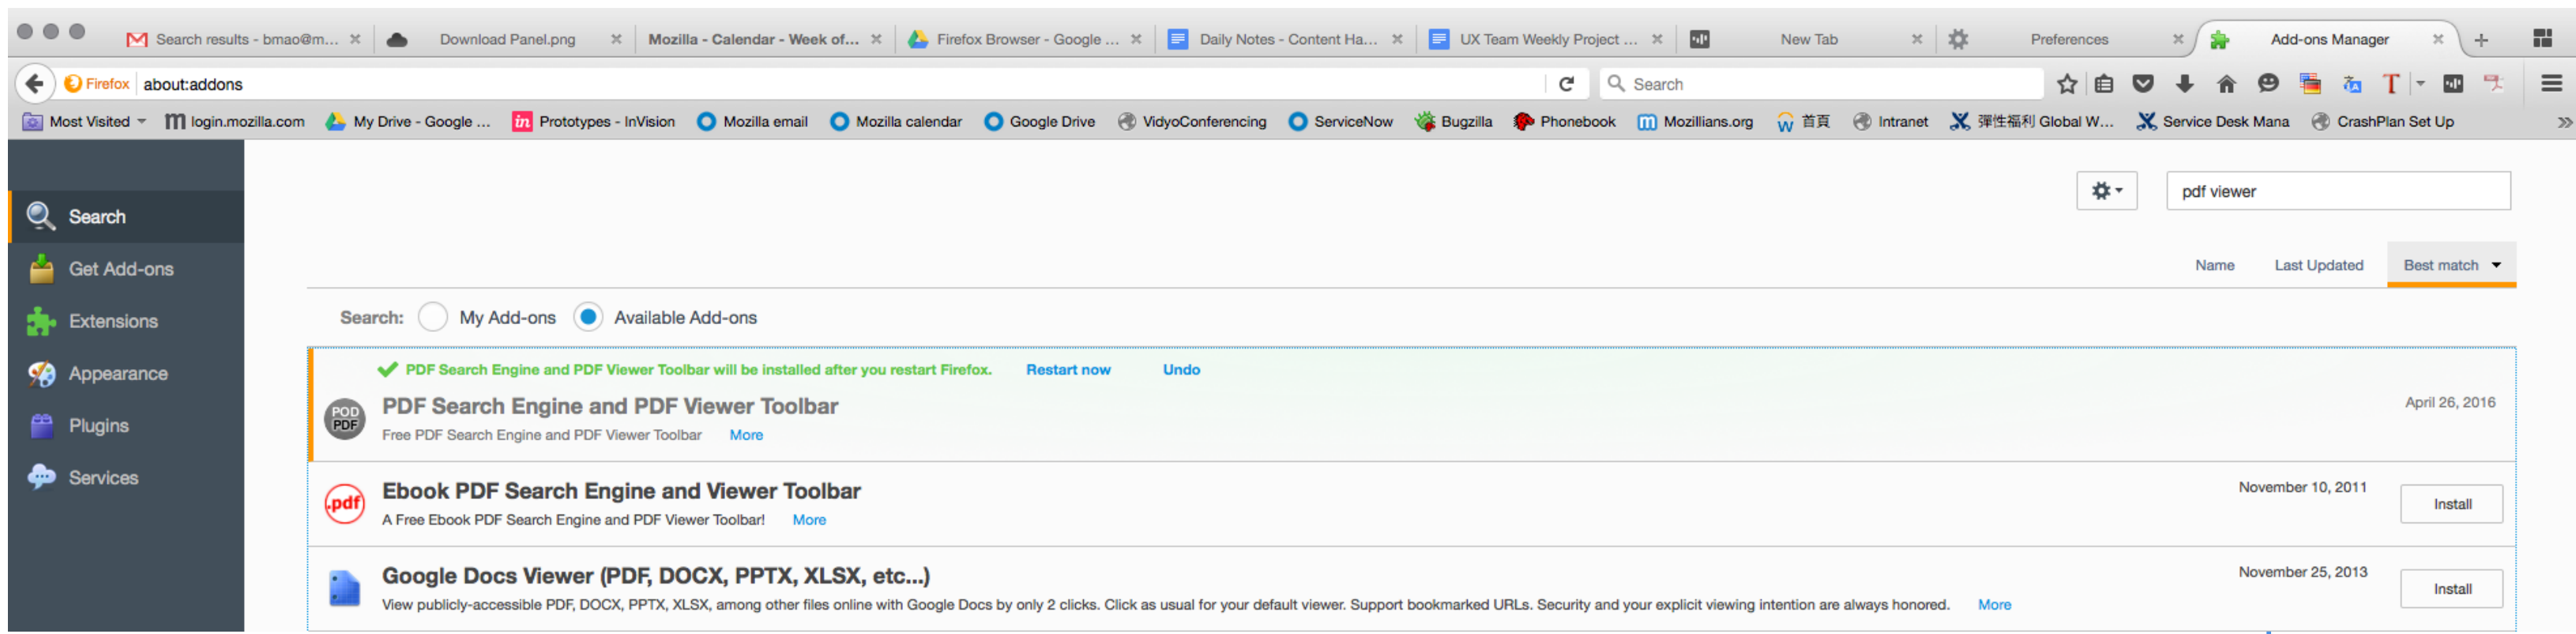 Search results - bmao@m... Download Panel.png Mozilla - Calendar - Week of... Firefox Browser - Google ... Daily Notes - Content Ha... UX Team Weekly Project ... New Tab Preferences Add-ons Manager
Firefox about:addons Search
Most Visited login.mozilla.com My Drive - Google ... in Prototypes - InVision Mozilla email Mozilla calendar Google Drive VidyoConferencing ServiceNow Bugzilla Phonebook Mozillians.org 首頁 Intranet 彈性福利 Global W... Service Desk Mana CrashPlan Set Up
pdf viewer
Search
Get Add-ons
Extensions
Appearance
Plugins
Services
Name Last Updated Best match
Search: My Add-ons Available Add-ons
PDF Search Engine and PDF Viewer Toolbar will be installed after you restart Firefox. Restart now Undo
POD PDF
PDF Search Engine and PDF Viewer Toolbar April 26, 2016
Free PDF Search Engine and PDF Viewer Toolbar More
.pdf
Ebook PDF Search Engine and Viewer Toolbar November 10, 2011
A Free Ebook PDF Search Engine and PDF Viewer Toolbar! More Install
Google Docs Viewer (PDF, DOCX, PPTX, XLSX, etc...) November 25, 2013
View publicly-accessible PDF, DOCX, PPTX, XLSX, among other files online with Google Docs by only 2 clicks. Click as usual for your default viewer. Support bookmarked URLs. Security and your explicit viewing intention are always honored. More Install